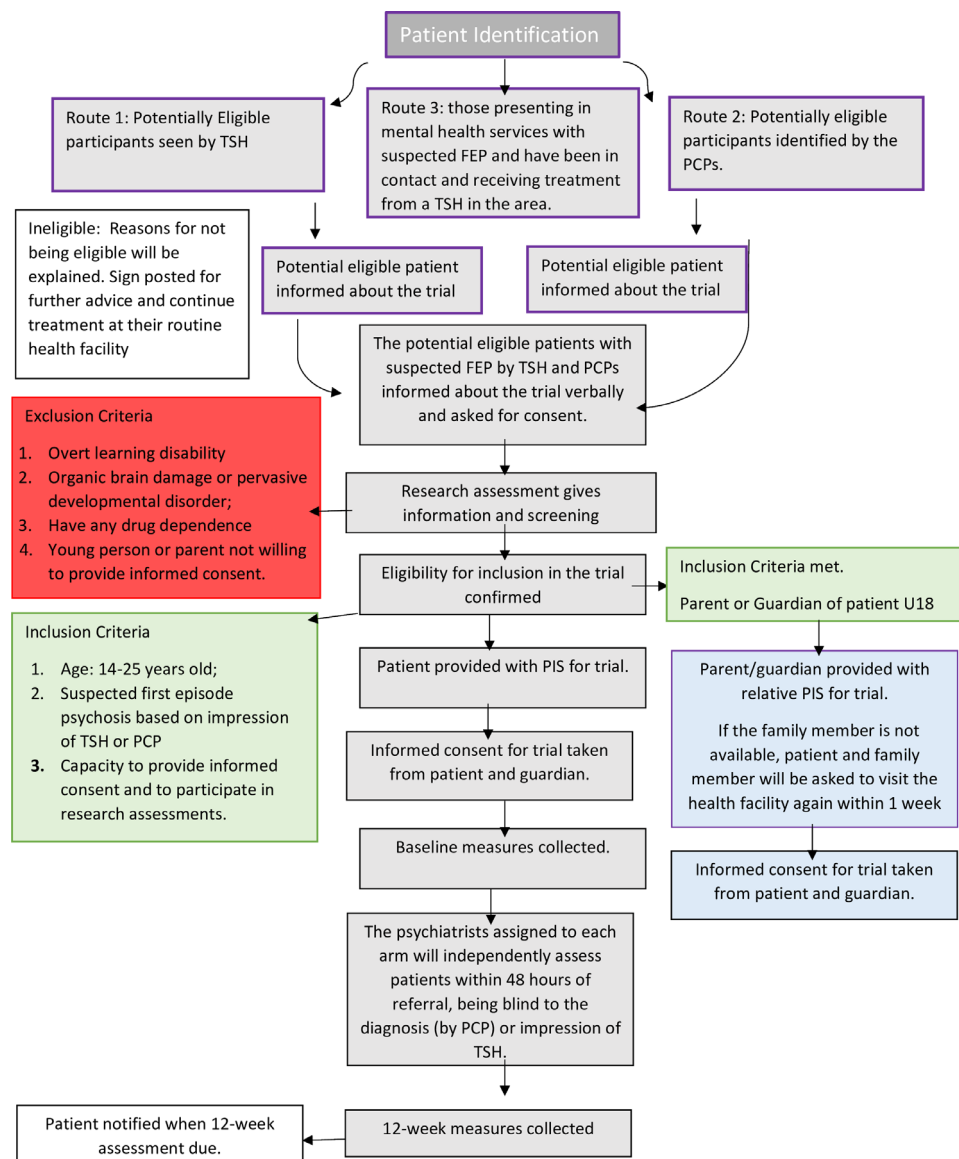 Patient Identification
Route 1: Potentially Eligible
participants seen by TSH
Route 3: those presenting in
mental health services with
suspected FEP and have been in
contact and receiving treatment
from a TSH in the area.
Route 2: Potentially eligible
participants identified by the
PCPs.
Ineligible:  Reasons for not
being eligible will be
explained. Sign posted for
further advice and continue
treatment at their routine
health facility
Potential eligible patient
informed about the trial
Potential eligible patient
informed about the trial
The potential eligible patients with
suspected FEP by TSH and PCPs
informed about the trial verbally
and asked for consent.
Exclusion Criteria
1. Overt learning disability
2. Organic brain damage or pervasive
developmental disorder;
3. Have any drug dependence
4. Young person or parent not willing
to provide informed consent.
Research assessment gives
information and screening
Eligibility for inclusion in the trial
confirmed
Inclusion Criteria met.
Parent or Guardian of patient U18
Inclusion Criteria
1. Age: 14-25 years old;
2. Suspected first episode
psychosis based on impression
of TSH or PCP
3. Capacity to provide informed
consent and to participate in
research assessments.
Patient provided with PIS for trial.
Parent/guardian provided with
relative PIS for trial.
If the family member is not
available, patient and family
member will be asked to visit the
health facility again within 1 week
Informed consent for trial taken
from patient and guardian.
Baseline measures collected.
Informed consent for trial taken
from patient and guardian.
The psychiatrists assigned to each
arm will independently assess
patients within 48 hours of
referral, being blind to the
diagnosis (by PCP) or impression of
TSH.
12-week measures collected
Patient notified when 12-week
assessment due.